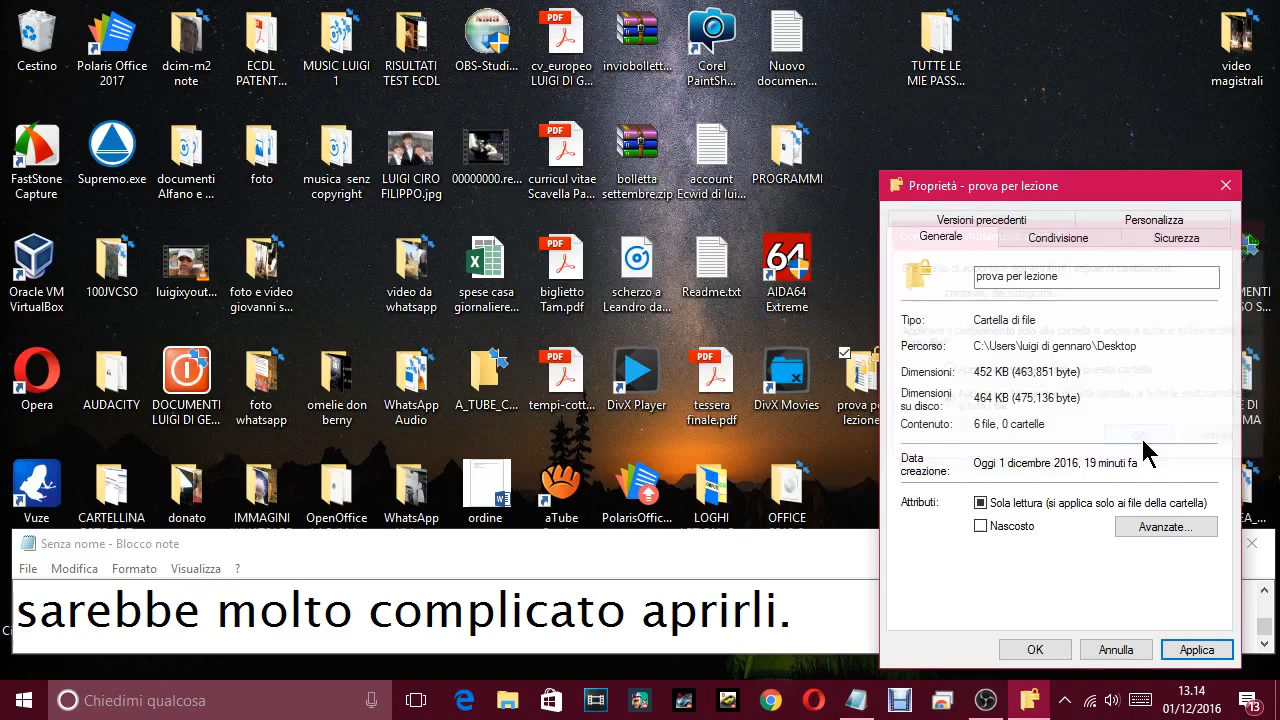 Cestino
Polaris Office
2017
dcim-m2
note
ECDL
PATENT...
MUSIC LUIGI
1
RISULTATI
TEST ECDL
OBS-Studi...
cv_europeo
LUIGI DI G...
inviobollett...
Corel
PaintSh...
Nuovo
documen...
TUTTE LE
MIE PASS...
video
magistrali
FastStone
Capture
Supremo.exe
documenti
Alfano e ...
foto
musica senz
copyright
LUIGI CIRO
FILIPPO.jpg
00000000.re...
curricul vitae
Scavella Pa...
bolletta
settembre.zip
account
Ecwid di lui...
PROGRAMMI
Oracle VM
VirtualBox
100JVCSO
luigixyout...
foto e video
giovanni s...
video da
whatsapp
spese casa
giornaliere...
biglietto
Tam.pdf
scherzo a
Leandro da...
Readme.txt
AIDA64
Extreme
Opera
AUDACITY
DOCUMENTI
LUIGI DI GE...
foto
whatsapp
omelie don
berny
WhatsApp
Audio
A_TUBE_C...
tempi-cott...
DivX Player
tessera
finale.pdf
DivX Movies
prova pe
lezione
Vuze
CARTELLINA
donato
IMMAGINI
OpenOffice
WhatsApp
ordine
aTube
PolarisOffic...
LOGHI
OFFICE
Proprietà - prova per lezione
Versioni precedenti
Personalizza
Generale
Condivisione
Sicurezza
prova per lezione
Tipo:
Cartella di file
Percorso:
C:\Users\luigi di gennaro\Desktop
Dimensioni:
452 KB (463,851 byte)
Dimensioni
su disco:
464 KB (475,136 byte)
Contenuto:
6 file, 0 cartelle
Data
creazione:
Oggi 1 dicembre 2016, 19 minuti fa
Attributi:
Sola lettura (si applica solo ai file della cartella)
Nascosto
Avanzate...
OK
Annulla
Applica
Senza nome - Blocco note
File
Modifica
Formato
Visualizza
?
sarebbe molto complicato aprirli.
Chiedimi qualcosa
13.14
01/12/2016
13